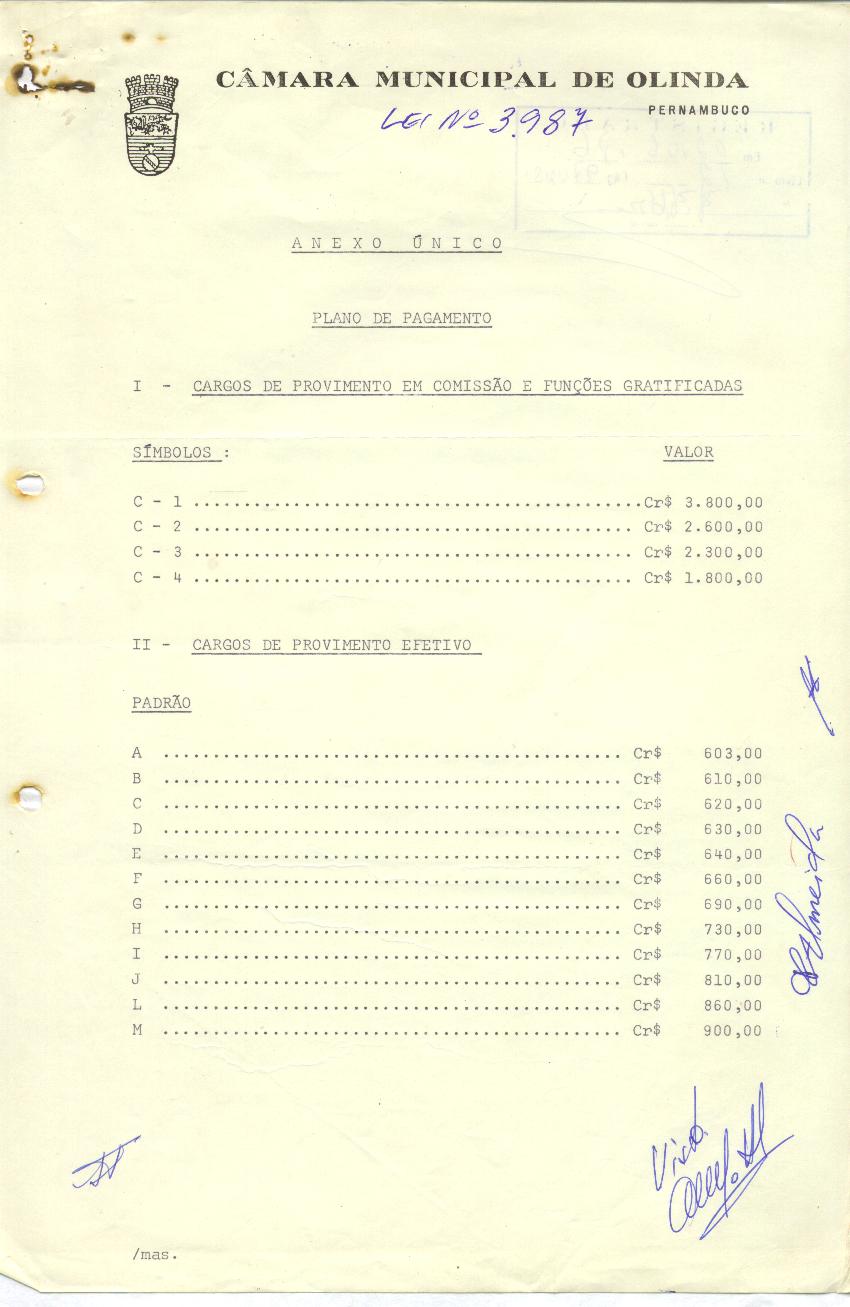 CÂMARA MUNICIPAL DE OLINDA
PERNAMBUCO
LEI Nº 3.987
ANEXO ÚNICO
PLANO DE PAGAMENTO
I - CARGOS DE PROVIMENTO EM COMISSÃO E FUNÇÕES GRATIFICADAS
SÍMBOLOS : VALOR
C - 1 .............................................Cr$ 3.800,00
C - 2 ............................................ Cr$ 2.600,00
C - 3 ............................................ Cr$ 2.300,00
C - 4 ............................................ Cr$ 1.800,00
II - CARGOS DE PROVIMENTO EFETIVO
PADRÃO
A .............................................. Cr$ 603,00
B .............................................. Cr$ 610,00
C .............................................. Cr$ 620,00
D .............................................. Cr$ 630,00
E .............................................. Cr$ 640,00
F .............................................. Cr$ 660,00
G .............................................. Cr$ 690,00
H .............................................. Cr$ 730,00
I .............................................. Cr$ 770,00
J .............................................. Cr$ 810,00
L .............................................. Cr$ 860,00
M .............................................. Cr$ 900,00
Almeida
Visto
/mas.